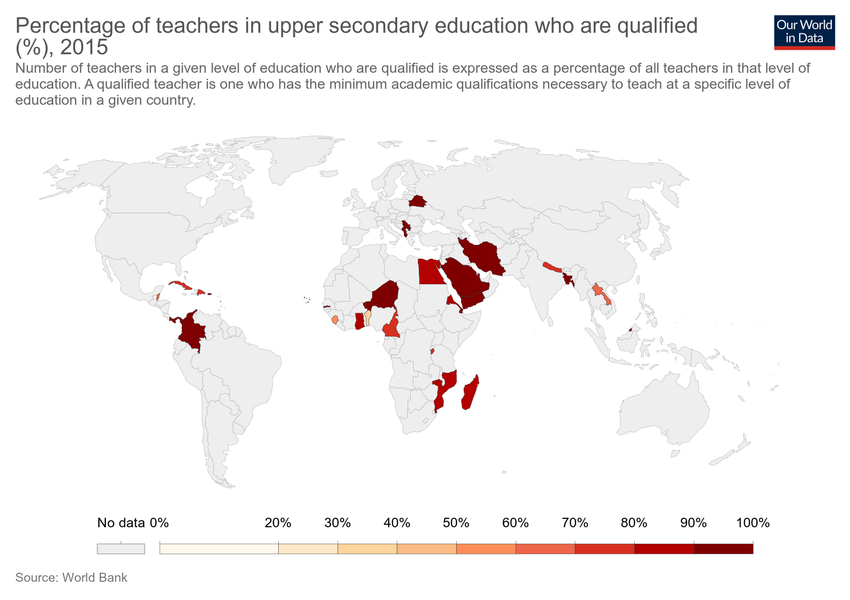 Percentage of teachers in upper secondary education who are qualified
(%), 2015
Our World
in Data
Number of teachers in a given level of education who are qualified is expressed as a percentage of all teachers in that level of
education. A qualified teacher is one who has the minimum academic qualifications necessary to teach at a specific level of
education in a given country.
No data 0% 20% 30% 40% 50% 60% 70% 80% 90% 100%
Source: World Bank